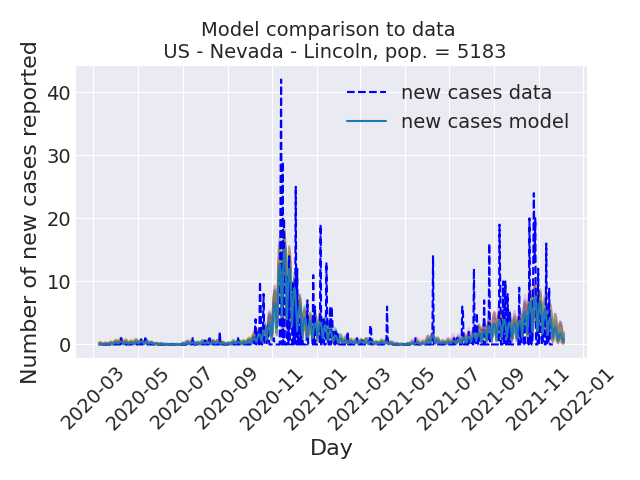 Model comparison to data
US - Nevada - Lincoln, pop. = 5183
Number of new cases reported
40
30
20
10
0
new cases data
new cases model
2020-03
2020-05
2020-07
2020-09
2020-11
2021-01
2021-03
2021-05
2021-07
2021-09
2021-11
2022-01
Day